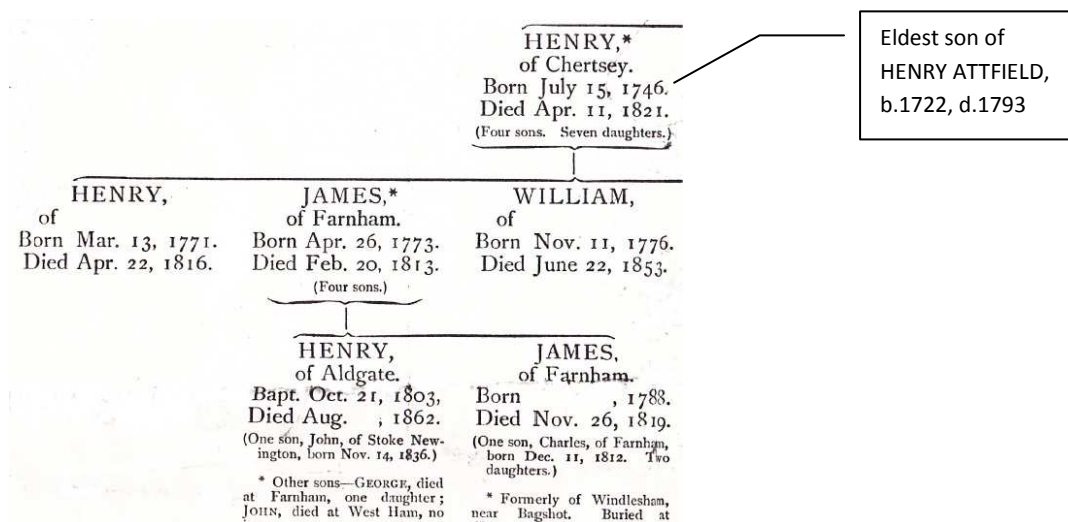 HENRY,*
of Chertsey.
Born July 15, 1746.
Died Apr. 11, 1821.
(Four sons. Seven daughters.)
Eldest son of
HENRY ATTFIELD,
b.1722, d.1793
HENRY,
of
Born Mar. 13, 1771.
Died Apr. 22, 1816.
JAMES,*
of Farnham.
Born Apr. 26, 1773.
Died Feb. 20, 1813.
(Four sons.)
WILLIAM,
of
Born Nov. 11, 1776.
Died June 22, 1853.
HENRY,
of Aldgate.
Bapt. Oct. 21, 1803,
Died Aug. , 1862.
(One son, John, of Stoke New-
ington, born Nov. 14, 1836.)
* Other sons—GEORGE, died
at Farnham, one daughter;
JOHN, died at West Ham, no
JAMES,
of Farnham.
Born , 1788.
Died Nov. 26, 1819.
(One son, Charles, of Farnham,
born Dec. 11, 1812. Two
daughters.)
* Formerly of Windlesham,
near Bagshot. Buried at